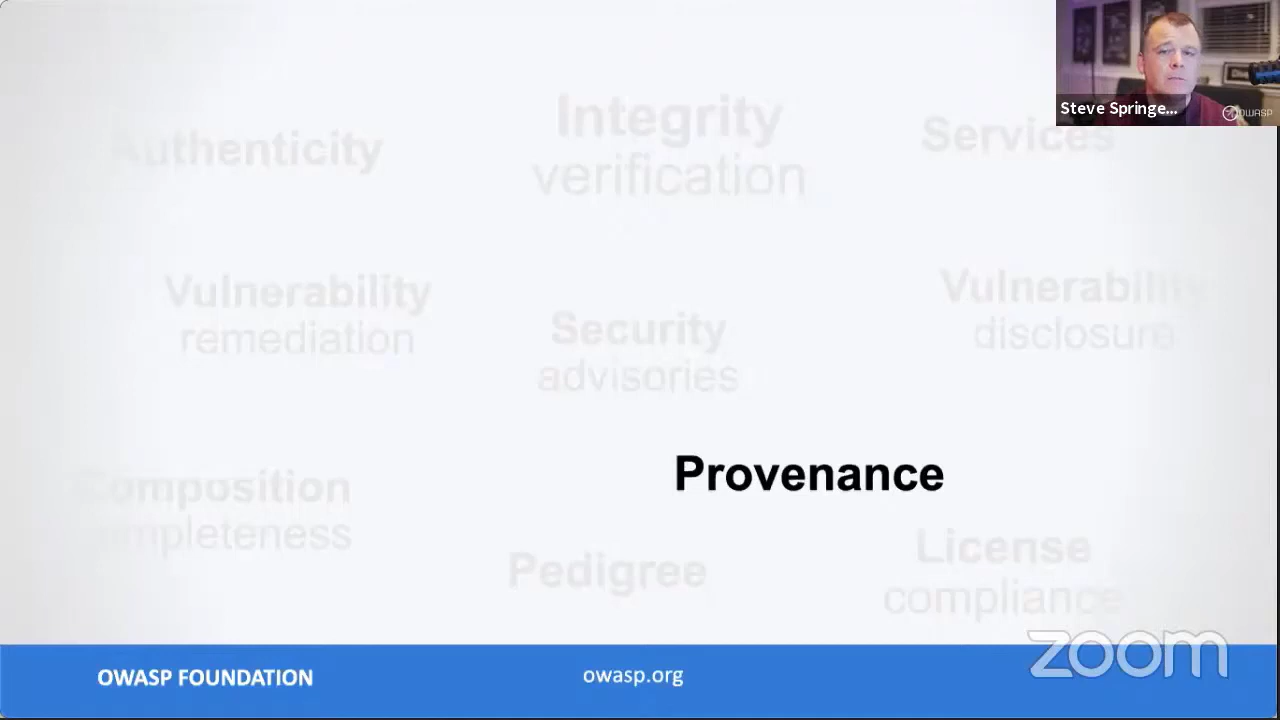 Steve Springe...
OWASP
Authenticity
Integrity
verification
Services
Vulnerability
remediation
Security
advisories
Vulnerability
disclosure
Provenance
Composition
completeness
Pedigree
License
compliance
zoom
OWASP FOUNDATION
owasp.org